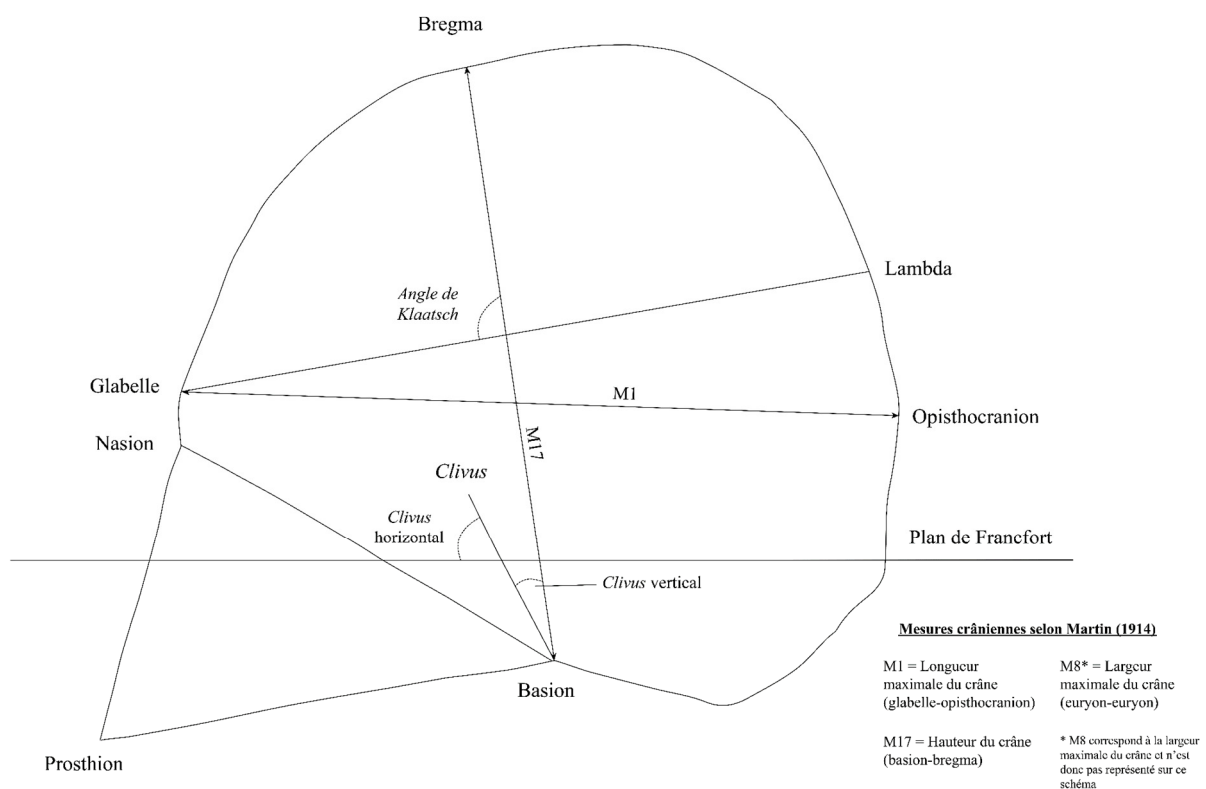 Bregma
Lambda
Angle de
Klaatsch
Glabelle
M1
Opisthocranion
Nasion
M17
Clivus
Clivus
horizontal
Plan de Francfort
Clivus vertical
Basion
Prosthion
Mesures crâniennes selon Martin (1914)
M1 = Longueur
maximale du crâne
(glabelle-opisthocranion)
M17 = Hauteur du crâne
(basion-bregma)
M8* = Largeur
maximale du crâne
(euryon-euryon)
* M8 correspond à la largeur
maximale du crâne et n'est
donc pas représenté sur ce
schéma